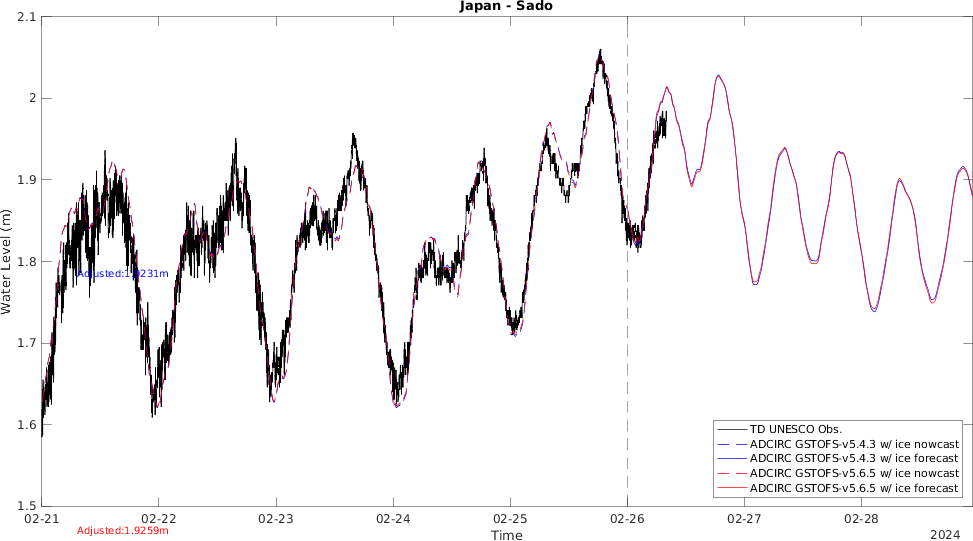 Japan - Sado
2.1
2
1.9
1.8
1.7
1.6
1.5
Water Level (m)
Adjusted:1.9231m
TD UNESCO Obs.
ADCIRC GSTOFS-v5.4.3 w/ ice nowcast
ADCIRC GSTOFS-v5.4.3 w/ ice forecast
ADCIRC GSTOFS-v5.6.5 w/ ice nowcast
ADCIRC GSTOFS-v5.6.5 w/ ice forecast
02-21 02-22 02-23 02-24 02-25 02-26 02-27 02-28
Adjusted:1.9259m
Time
2024